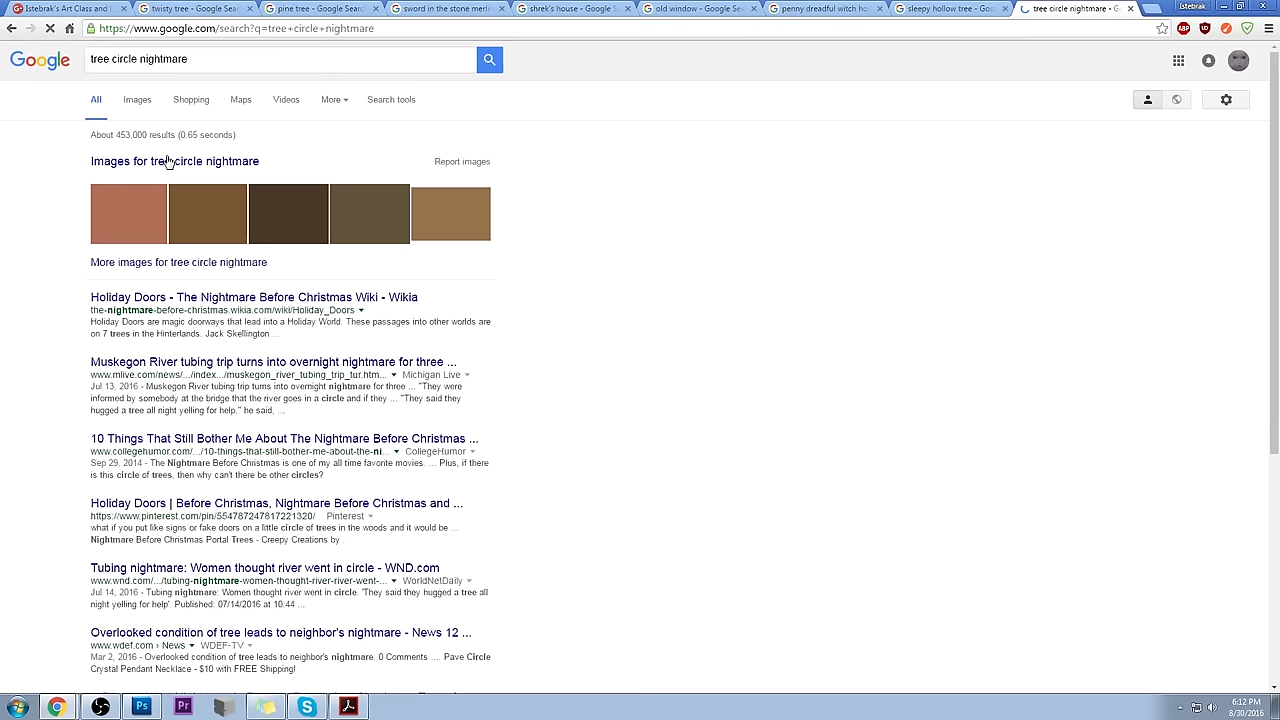 Istebrak's Art Class and C
twisty tree - Google Sear
pine tree - Google Searc
sword in the stone merlin
shrek's house - Google S
old window - Google Sea
penny dreadful witch ho
sleepy hollow tree - Goo
tree circle nightmare - G
Istebrak
https://www.google.com/search?q=tree+circle+nightmare
Google
tree circle nightmare
All Images Shopping Maps Videos More Search tools
About 453,000 results (0.65 seconds)
Images for tree circle nightmare
Report images
More images for tree circle nightmare
Holiday Doors - The Nightmare Before Christmas Wiki - Wikia
the-nightmare-before-christmas.wikia.com/wiki/Holiday_Doors
Holiday Doors are magic doorways that lead into a Holiday World. These passages into other worlds are
on 7 trees in the Hinterlands. Jack Skellington ...
Muskegon River tubing trip turns into overnight nightmare for three ...
www.mlive.com/news/.../index.../muskegon_river_tubing_trip_tur.htm... Michigan Live
Jul 13, 2016 - Muskegon River tubing trip turns into overnight nightmare for three ... "They were
informed by somebody at the bridge that the river goes in a circle and if they ... "They said they
hugged a tree all night yelling for help," he said, ...
10 Things That Still Bother Me About The Nightmare Before Christmas ...
www.collegehumor.com/.../10-things-that-still-bother-me-about-the-ni... CollegeHumor
Sep 29, 2014 - The Nightmare Before Christmas is one of my all time favorite movies. ... Plus, if there
is this circle of trees, then why can't there be other circles?
Holiday Doors | Before Christmas, Nightmare Before Christmas and ...
https://www.pinterest.com/pin/554787247817221320/ Pinterest
what if you put like signs or fake doors on a little circle of trees in the woods and it would be ...
Nightmare Before Christmas Portal Trees - Creepy Creations by .
Tubing nightmare: Women thought river went in circle - WND.com
www.wnd.com/.../tubing-nightmare-women-thought-river-river-went-... WorldNetDaily
Jul 14, 2016 - Tubing nightmare: Women thought river went in circle. 'They said they hugged a tree all
night yelling for help'. Published: 07/14/2016 at 10:44 ...
Overlooked condition of tree leads to neighbor's nightmare - News 12 ...
www.wdef.com › News WDEF-TV
Mar 2, 2016 - Overlooked condition of tree leads to neighbor's nightmare. 0 Comments .... Pave Circle
Crystal Pendant Necklace - $10 with FREE Shipping!
Ps
Pr
6:12 PM
8/30/2016